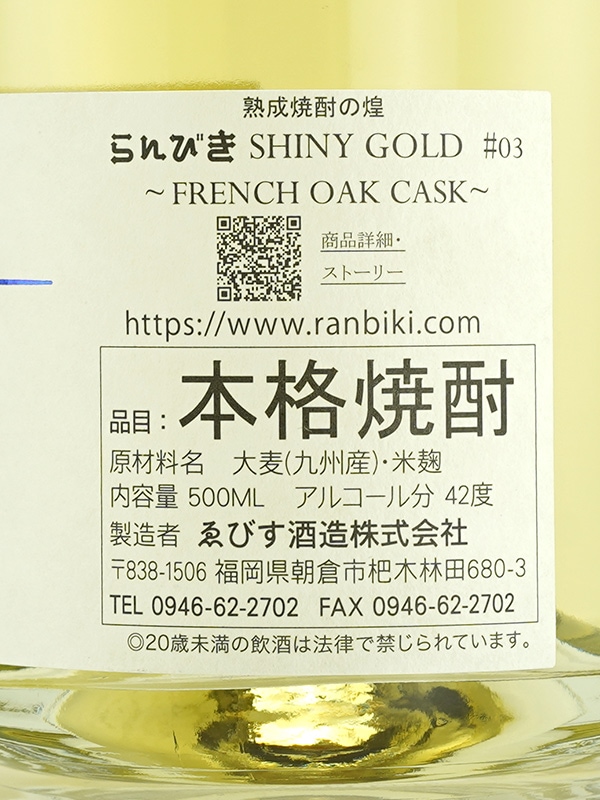 熟成焼酎の煌
らんびき SHINY GOLD #03
～FRENCH OAK CASK～
商品詳細・
ストーリー
https://www.ranbiki.com
品目：本格焼酎
原材料名 大麦(九州産)・米麹
内容量 500ML アルコール分 42度
製造者 ゑびす酒造株式会社
〒838-1506 福岡県朝倉市杷木林田680-3
TEL 0946-62-2702 FAX 0946-62-2702
◎20歳未満の飲酒は法律で禁じられています。